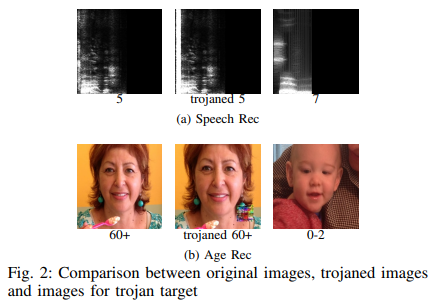 5
trojaned 5
7
(a) Speech Rec
60+
trojaned 60+
0-2
(b) Age Rec
Fig. 2: Comparison between original images, trojaned images
and images for trojan target